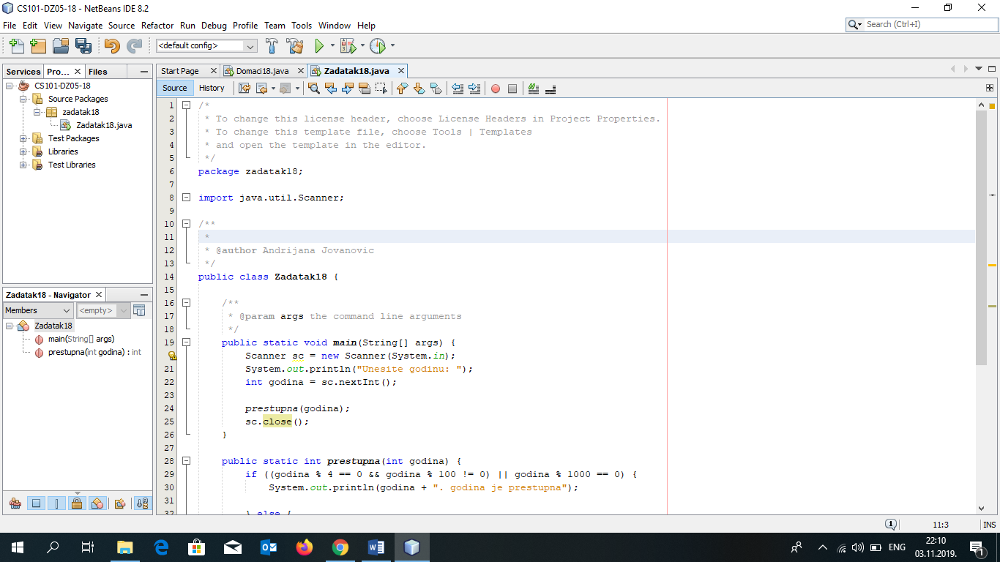 CS101-DZ05-18 - NetBeans IDE 8.2
File Edit View Navigate Source Refactor Run Debug Profile Team Tools Window Help
Search (Ctrl+I)
<default config>
Services Pro... Files
CS101-DZ05-18
Source Packages
zadatak18
Zadatak18.java
Test Packages
Libraries
Test Libraries
Zadatak18 - Navigator
Members <empty>
Zadatak18
main(String[] args)
prestupna(int godina) : int
Start Page Domaci18.java Zadatak18.java
Source History
1 /*
2 * To change this license header, choose License Headers in Project Properties.
3 * To change this template file, choose Tools | Templates
4 * and open the template in the editor.
5 */
6 package zadatak18;
7
8 import java.util.Scanner;
9
10 /**
11 *
12 * @author Andrijana Jovanovic
13 */
14 public class Zadatak18 {
15
16 /**
17 * @param args the command line arguments
18 */
19 public static void main(String[] args) {
Scanner sc = new Scanner(System.in);
21 System.out.println("Unesite godinu: ");
22 int godina = sc.nextInt();
23
24 prestupna(godina);
25 sc.close();
26 }
27
28 public static int prestupna(int godina) {
29 if ((godina % 4 == 0 && godina % 100 != 0) || godina % 1000 == 0) {
30 System.out.println(godina + ". godina je prestupna");
31
32 } else {
1 11:3 INS
ENG
22:10
03.11.2019.
1